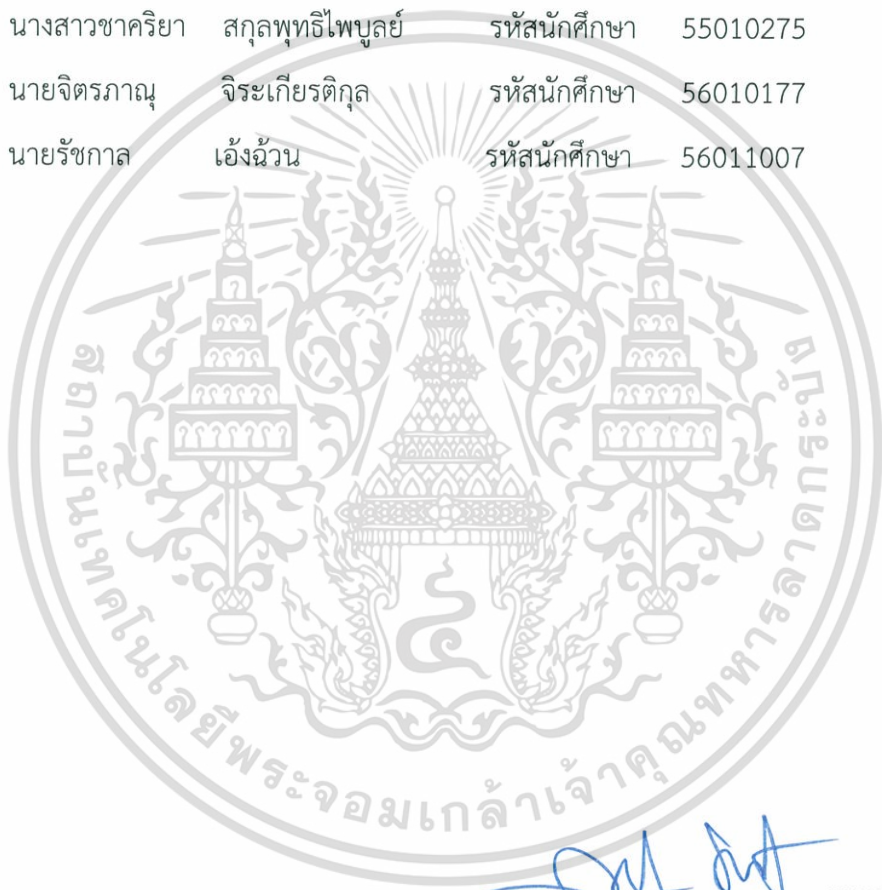 นางสาวชาคริยา สกุลพุทธิไพบูลย์ รหัสนักศึกษา 55010275
นายจิตรภาณุ จิระเกียรติกุล รหัสนักศึกษา 56010177
นายรัชกาล เอ้งฉ้วน รหัสนักศึกษา 56011007
สถาบันเทคโนโลยีพระจอมเกล้าเจ้าคุณทหารลาดกระบัง
๔